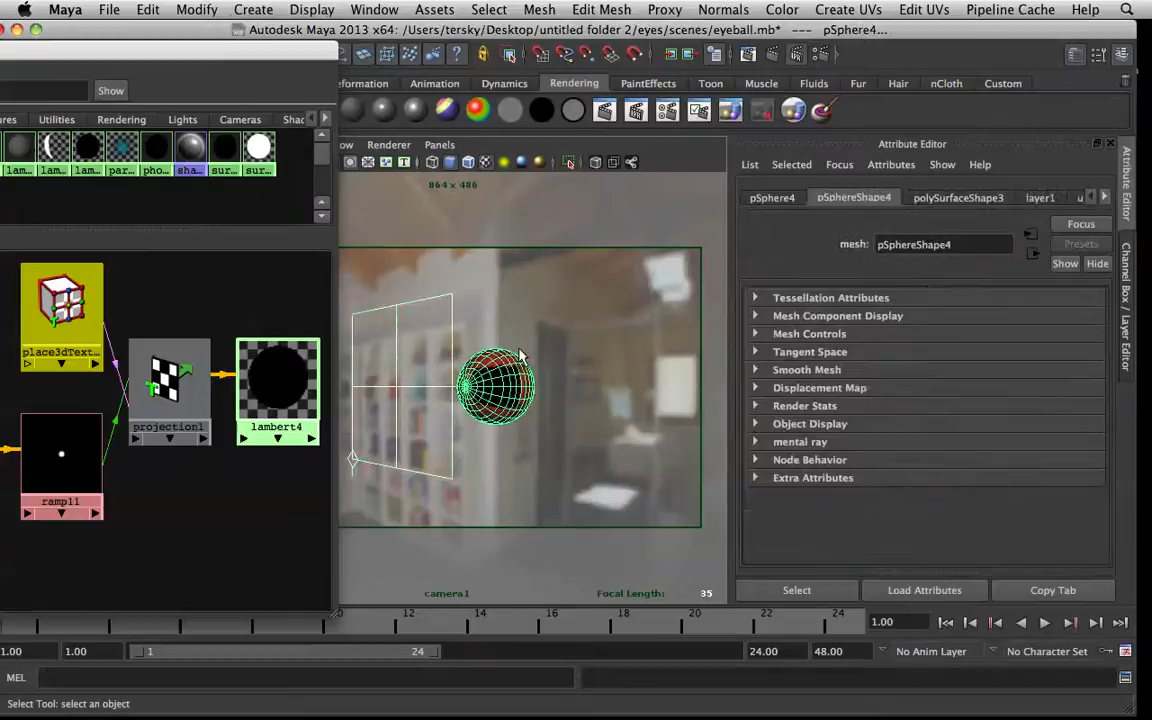 Maya File Edit Modify Create Display Window Assets Select Mesh Edit Mesh Proxy Normals Color Create UVs Edit UVs Pipeline Cache Help
Autodesk Maya 2013 x64: /Users/tersky/Desktop/untitled folder 2/eyes/scenes/eyeball.mb* --- pSphere4...
eformation Animation Dynamics Rendering PaintEffects Toon Muscle Fluids Fur Hair nCloth Custom
Show
ures Utilities Rendering Lights Cameras Shac
lam... lam... lam... par... pho... sha... sur... sur...
ow Renderer Panels
864 x 486
Attribute Editor
List Selected Focus Attributes Show Help
pSphere4 pSphereShape4 polySurfaceShape3 layer1
Focus
mesh: pSphereShape4
Presets
Show Hide
Tessellation Attributes
Mesh Component Display
Mesh Controls
Tangent Space
Smooth Mesh
Displacement Map
Render Stats
Object Display
mental ray
Node Behavior
Extra Attributes
Attribute Editor
Channel Box / Layer Editor
place3dText...
projection1
lambert4
ramp11
camera1 Focal Length: 35
Select Load Attributes Copy Tab
12 14 16 18 20 22 24
1.00
1.00 1.00 1 24 24.00 48.00 No Anim Layer No Character Set
MEL
Select Tool: select an object